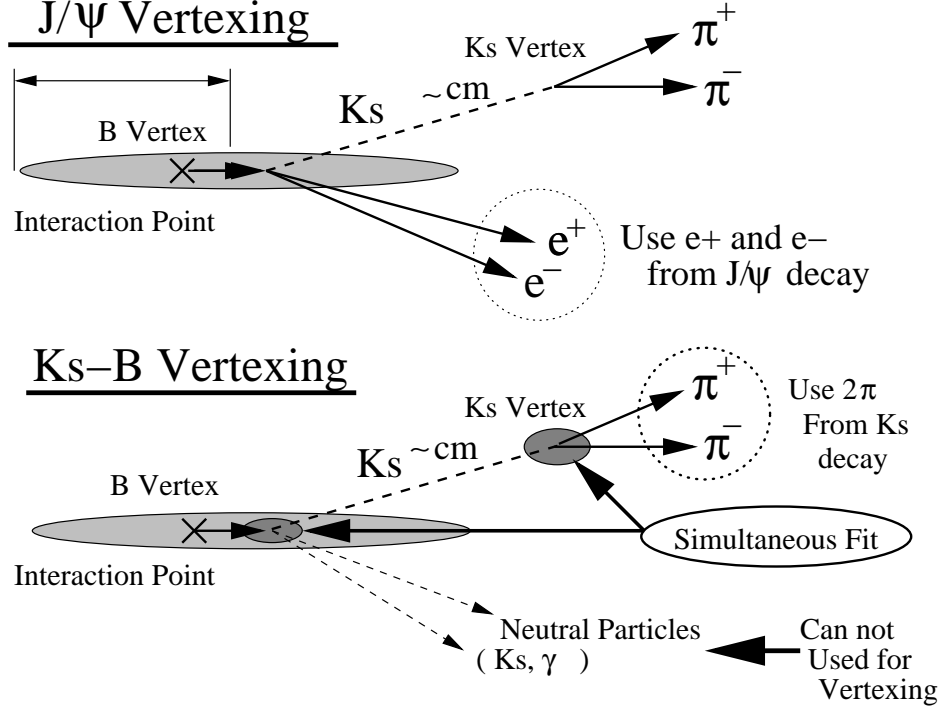 J/ψ Vertexing
Ks Vertex
π+
π−
Ks
~cm
B Vertex
Interaction Point
e+
e−
Use e+ and e−
from J/ψ decay
Ks−B Vertexing
Ks Vertex
π+
π−
Use 2π
From Ks
decay
Ks
~cm
B Vertex
Interaction Point
Simultaneous Fit
Neutral Particles
( Ks, γ )
Can not
Used for
Vertexing